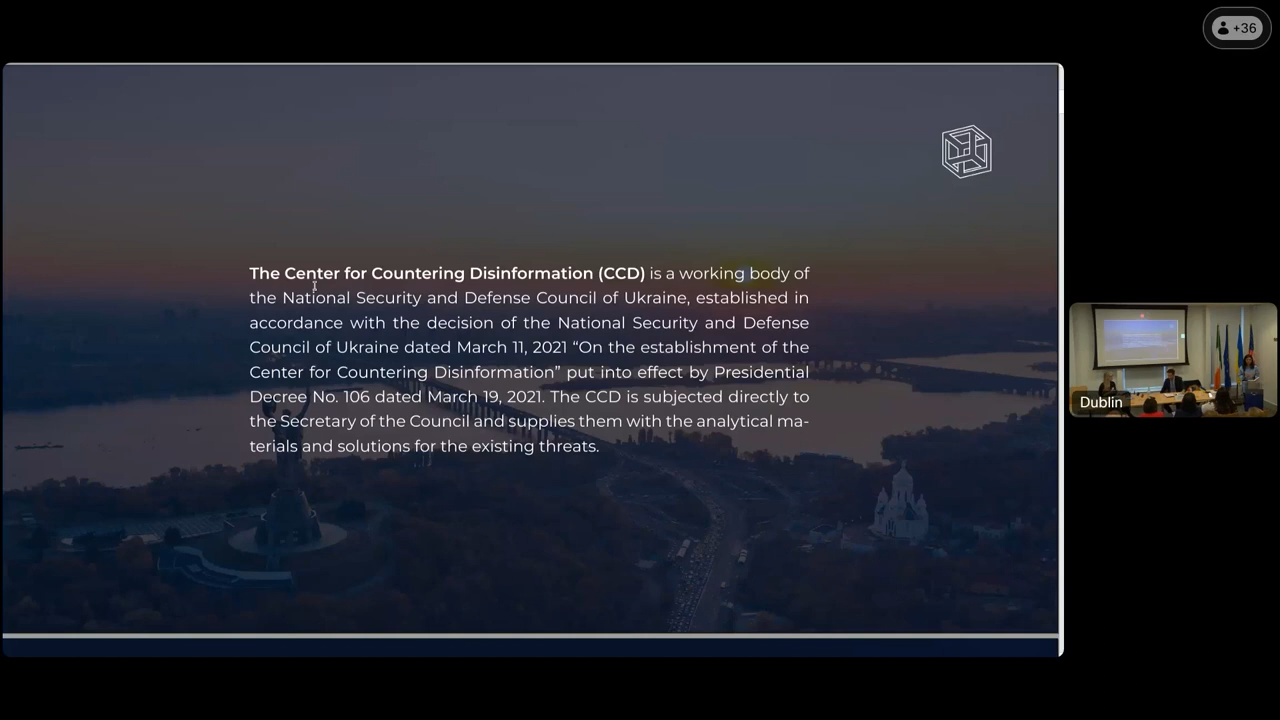 +36
The Center for Countering Disinformation (CCD) is a working body of
the National Security and Defense Council of Ukraine, established in
accordance with the decision of the National Security and Defense
Council of Ukraine dated March 11, 2021 “On the establishment of the
Center for Countering Disinformation” put into effect by Presidential
Decree No. 106 dated March 19, 2021. The CCD is subjected directly to
the Secretary of the Council and supplies them with the analytical ma-
terials and solutions for the existing threats.
Dublin